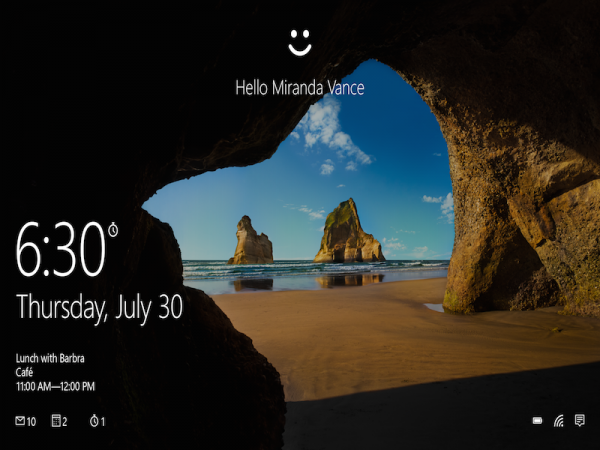 Hello Miranda Vance
6:30
Thursday, July 30
Lunch with Barbra
Café
11:00 AM—12:00 PM
10 2 1